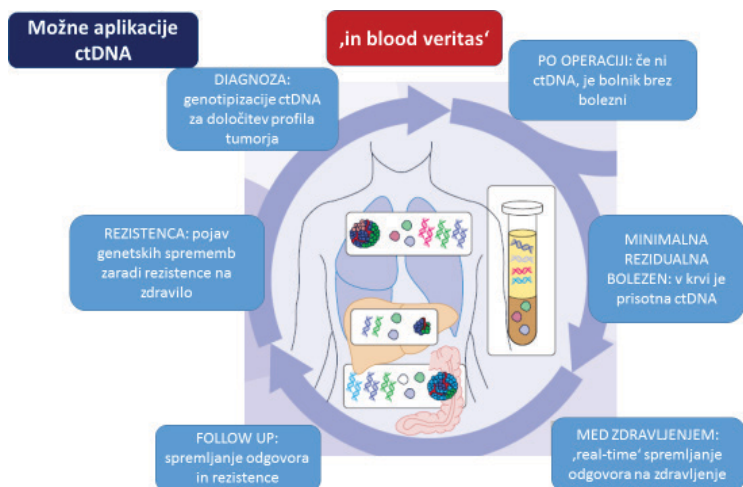 Možne aplikacije
ctDNA
‚in blood veritas‘
DIAGNOZA:
genotipizacije ctDNA
za določitev profila
tumorja
PO OPERACIJI: če ni
ctDNA, je bolnik brez
bolezni
REZISTENCA: pojav
genetskih sprememb
zaradi rezistence na
zdravilo
MINIMALNA
REZIDUALNA
BOLEZEN: v krvi je
prisotna ctDNA
FOLLOW UP:
spremljanje odgovora
in rezistence
MED ZDRAVLJENJEM:
‚real-time‘ spremljanje
odgovora na zdravljenje